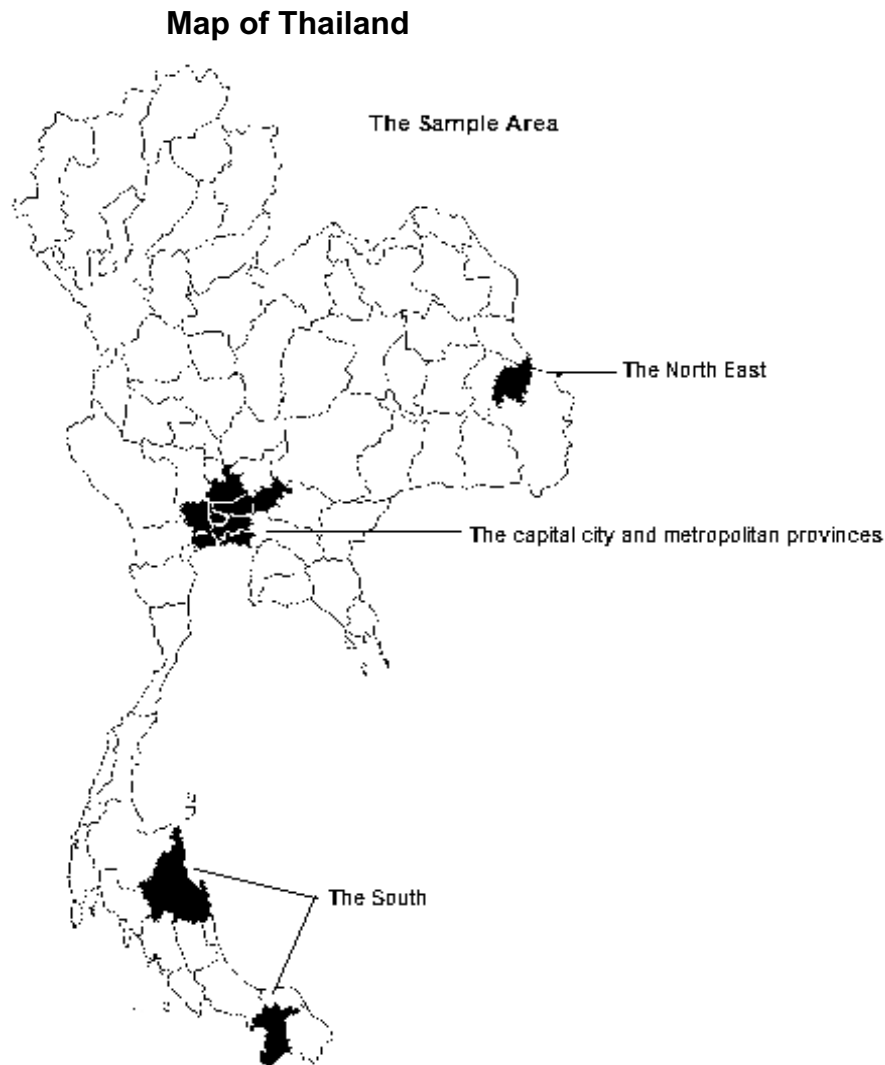 Map of Thailand
The Sample Area
The North East
The capital city and metropolitan provinces
The South